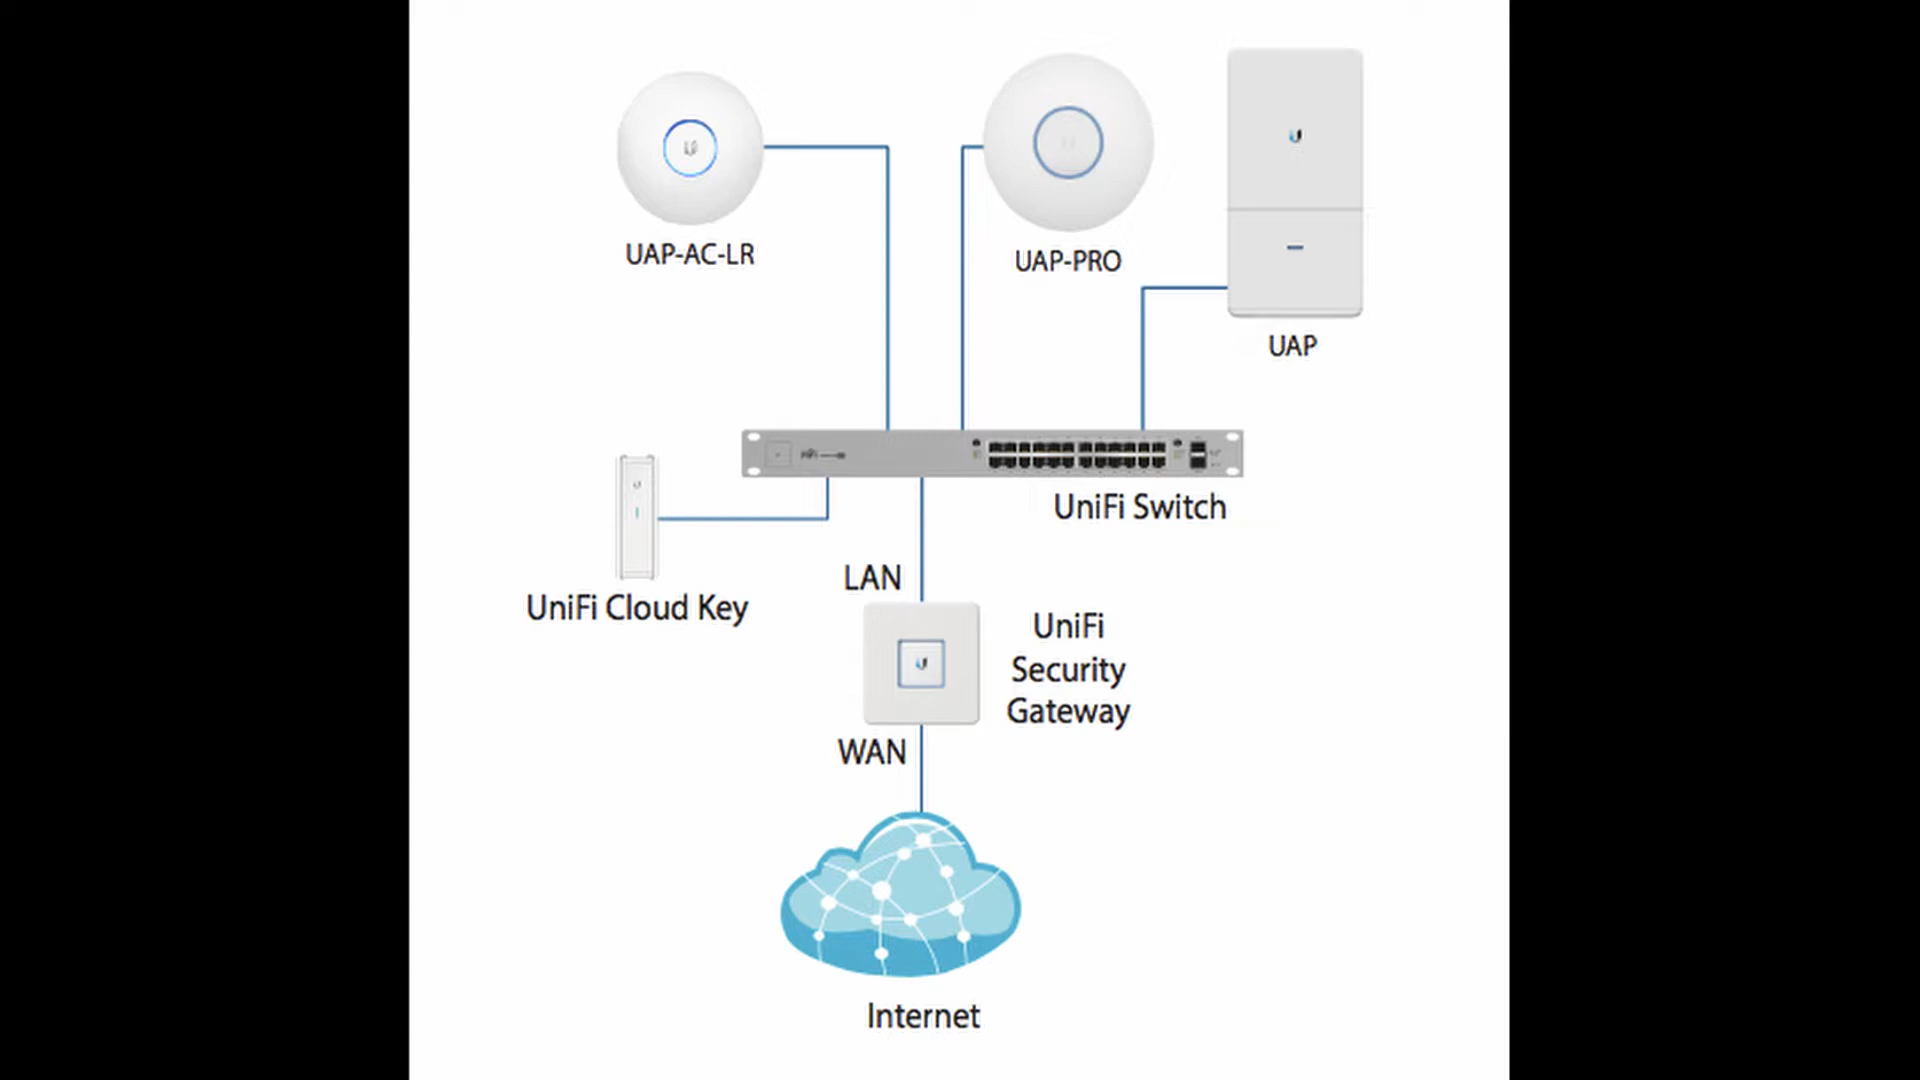 UAP-AC-LR
UAP-PRO
UAP
UniFi Switch
UniFi Cloud Key
LAN
UniFi
Security
Gateway
WAN
Internet